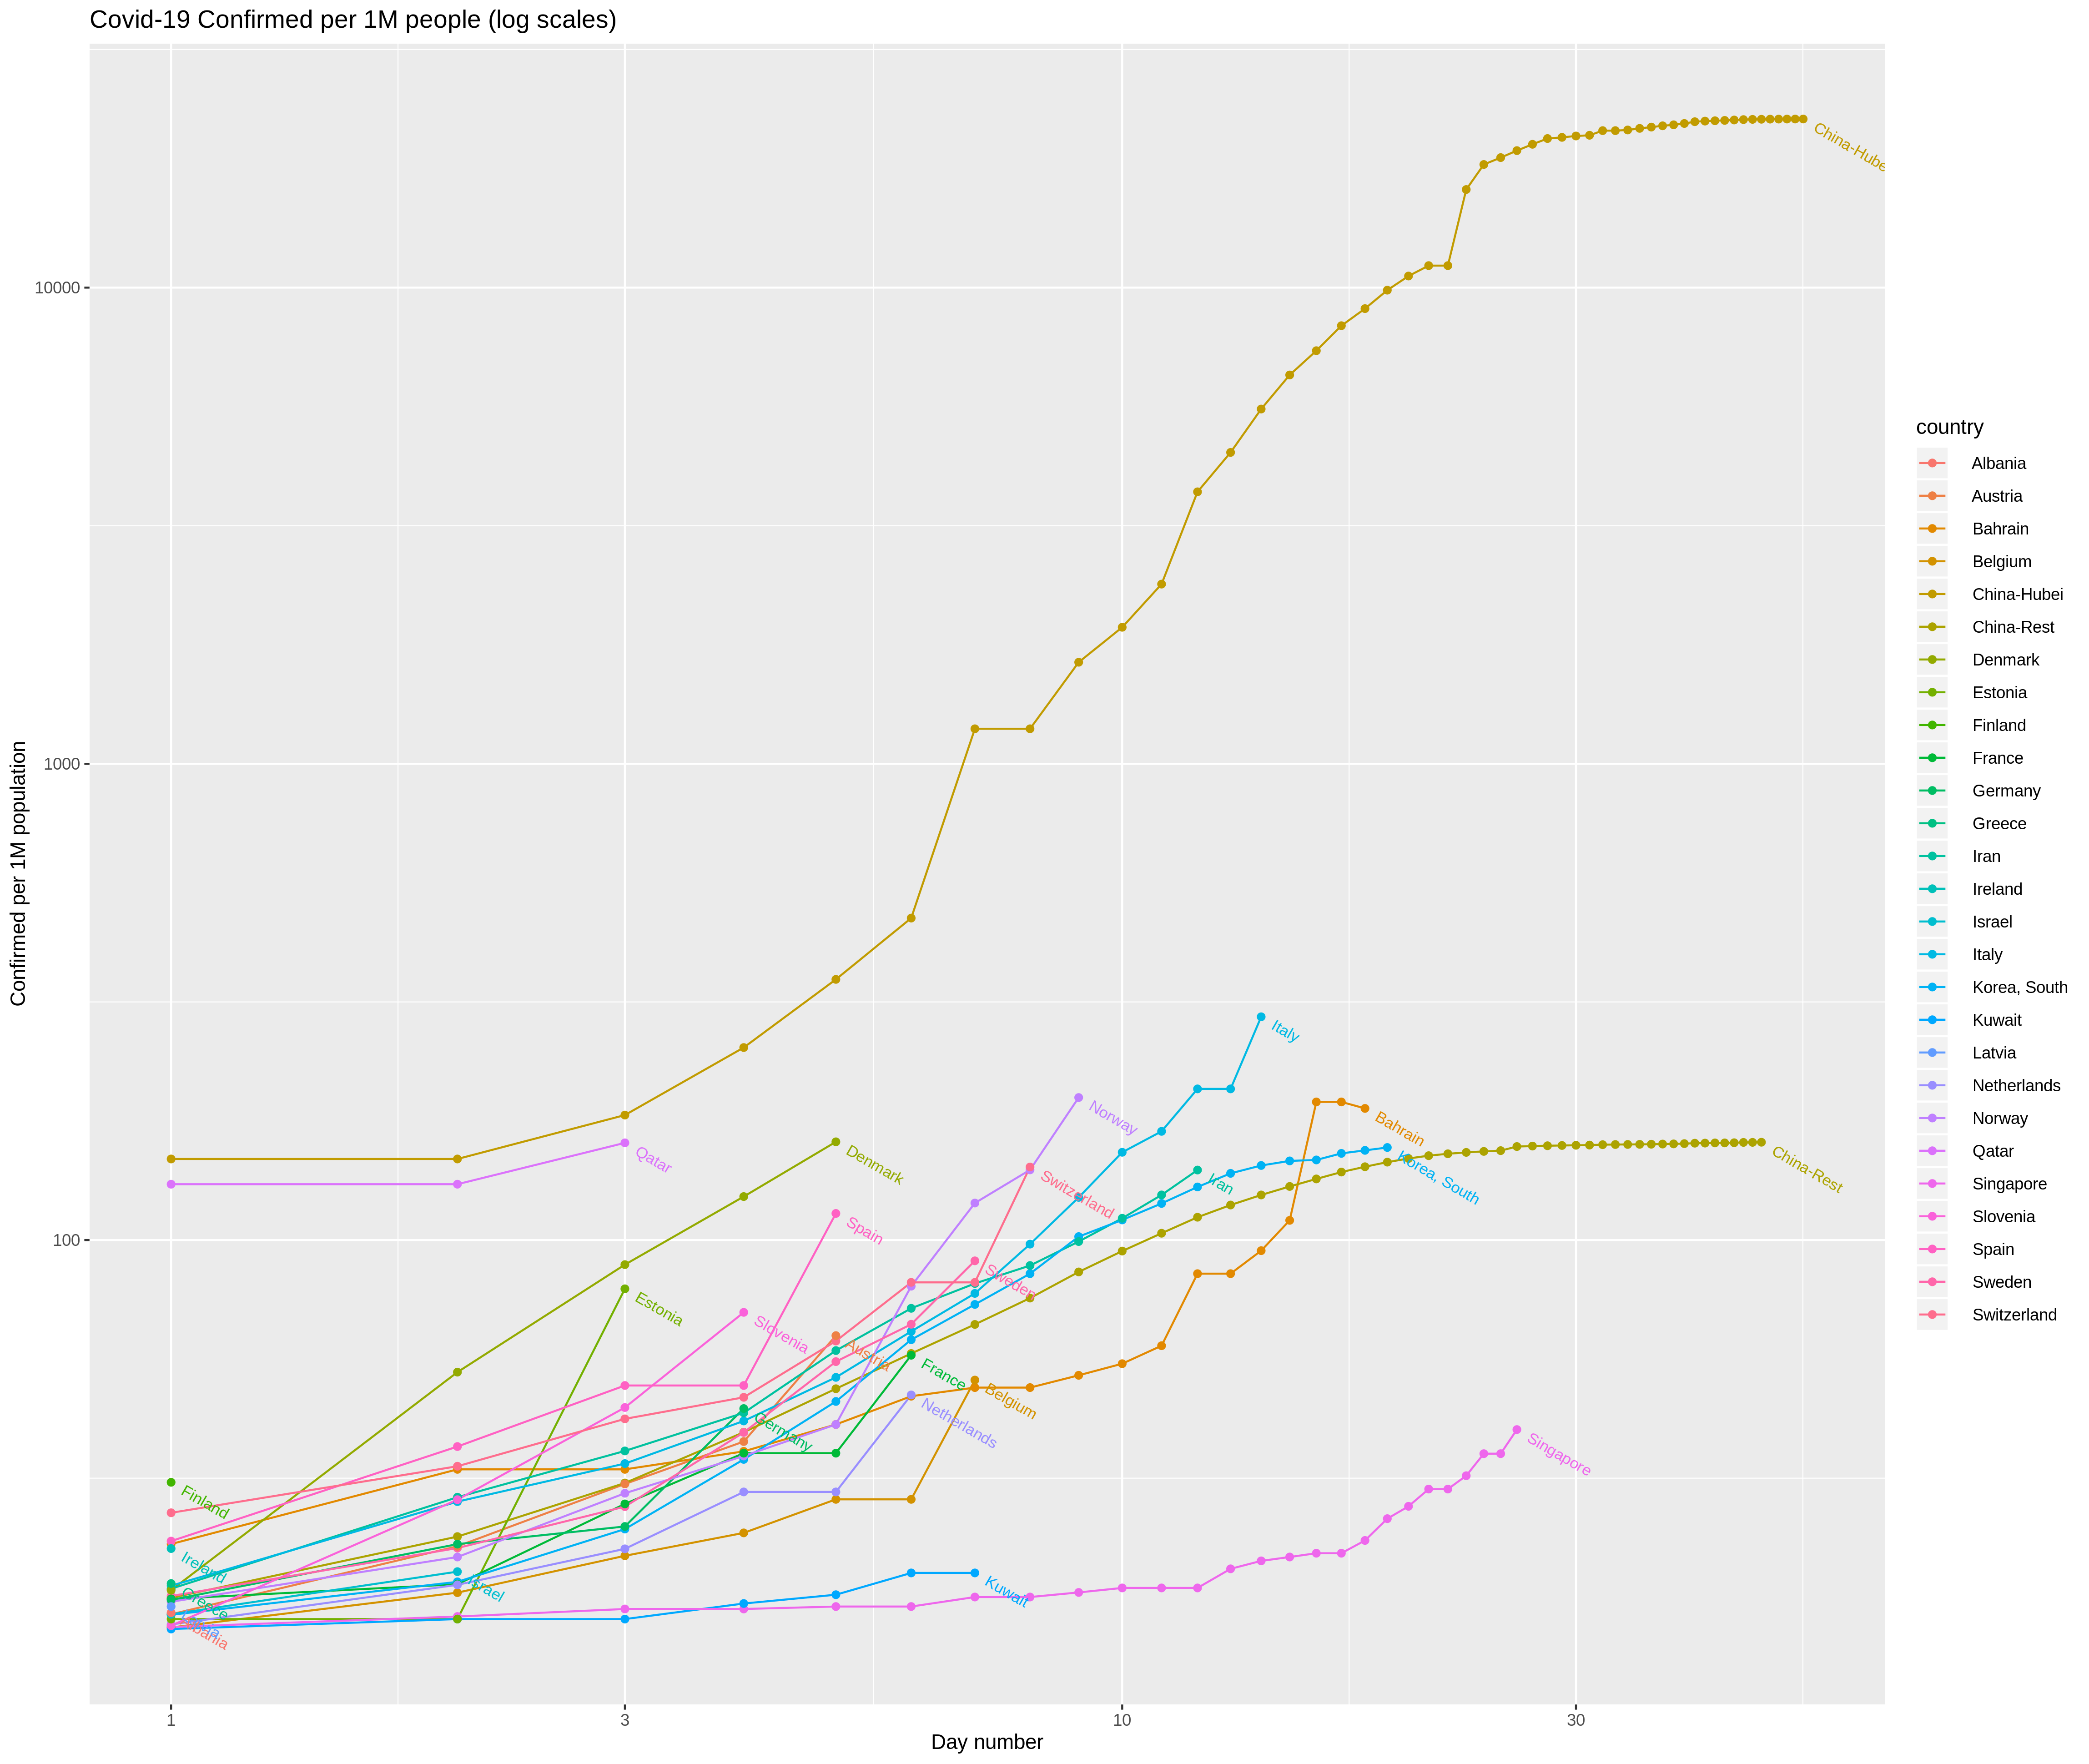 Covid-19 Confirmed per 1M people (log scales)
Confirmed per 1M population
10000
1000
100
China-Hube
Italy
Norway
Bahrain
Qatar
Denmark
Korea, South
China-Rest
Switzerland
Iran
Spain
Sweden
Estonia
Slovenia
Austria
France
Belgium
Netherlands
Germany
Singapore
Finland
Ireland
Israel
Kuwait
Greece
Latvia
Albania
1
3
10
30
Day number
country
Albania
Austria
Bahrain
Belgium
China-Hubei
China-Rest
Denmark
Estonia
Finland
France
Germany
Greece
Iran
Ireland
Israel
Italy
Korea, South
Kuwait
Latvia
Netherlands
Norway
Qatar
Singapore
Slovenia
Spain
Sweden
Switzerland